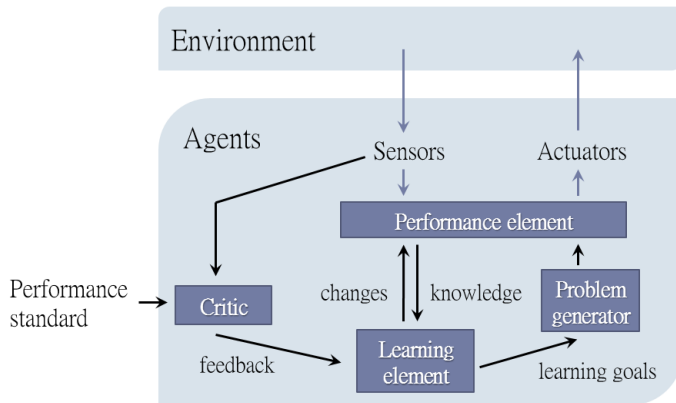 Environment
Agents
Sensors
Actuators
Performance element
Performance
standard
Critic
changes
knowledge
Problem
generator
feedback
Learning
element
learning goals